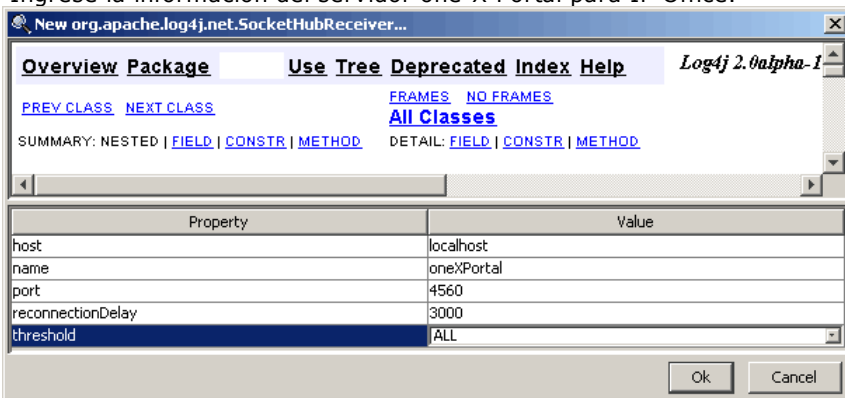 Ingrese la información del servidor one-X Portal para IP Office.
New org.apache.log4j.net.SocketHubReceiver...
Overview Package Use Tree Deprecated Index Help
Log4j 2.0alpha-1
PREV CLASS NEXT CLASS
FRAMES NO FRAMES
All Classes
SUMMARY: NESTED | FIELD | CONSTR | METHOD
DETAIL: FIELD | CONSTR | METHOD
Property Value
host localhost
name oneXPortal
port 4560
reconnectionDelay 3000
threshold ALL
Ok Cancel